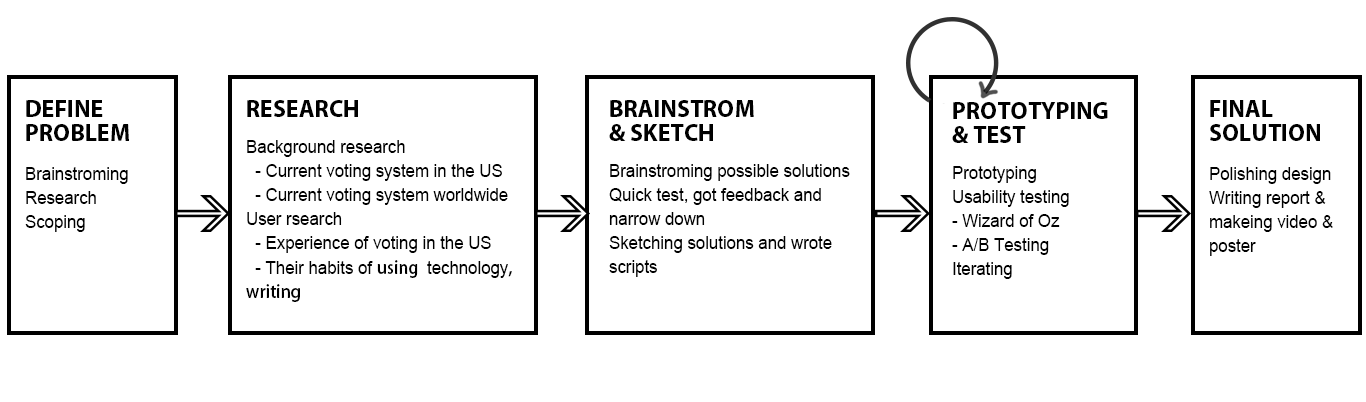 DEFINE
PROBLEM
Brainstroming
Research
Scoping
RESEARCH
Background research
- Current voting system in the US
- Current voting system worldwide
User rsearch
- Experience of voting in the US
- Their habits of using technology,
writing
BRAINSTROM
& SKETCH
Brainstroming possible solutions
Quick test, got feedback and
narrow down
Sketching solutions and wrote
scripts
PROTOTYPING
& TEST
Prototyping
Usability testing
- Wizard of Oz
- A/B Testing
Iterating
FINAL
SOLUTION
Polishing design
Writing report &
makeing video &
poster